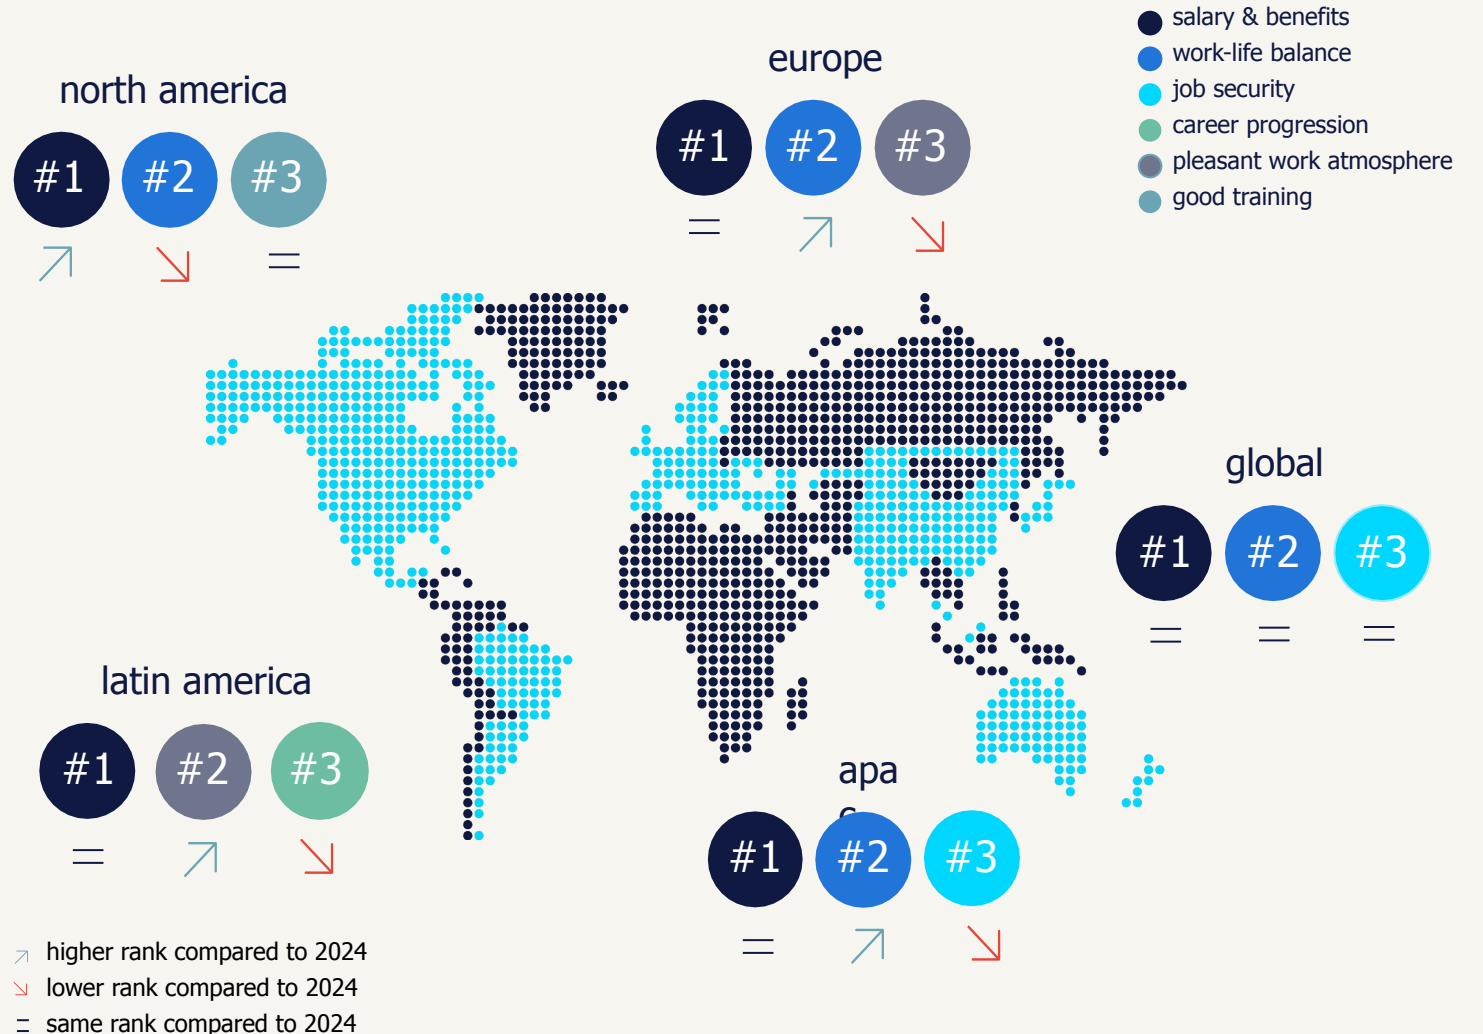 salary & benefits
work-life balance
job security
career progression
pleasant work atmosphere
good training
europe
#1 #2 #3
=
north america
#1 #2 #3
=
global
#1 #2 #3
= = =
latin america
#1 #2 #3
=
apa
c
#1 #2 #3
=
higher rank compared to 2024
lower rank compared to 2024
= same rank compared to 2024